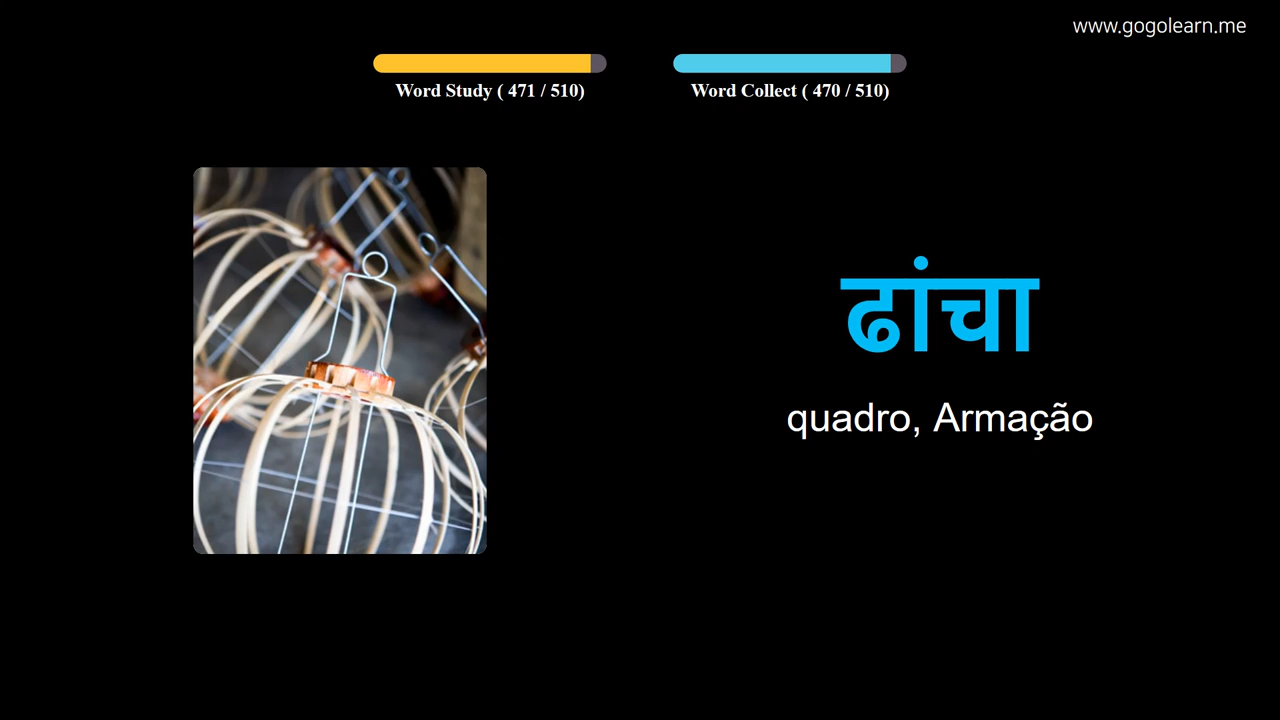 www.gogolearn.me
Word Study ( 471 / 510)
Word Collect ( 470 / 510)
ढांचा
quadro, Armação